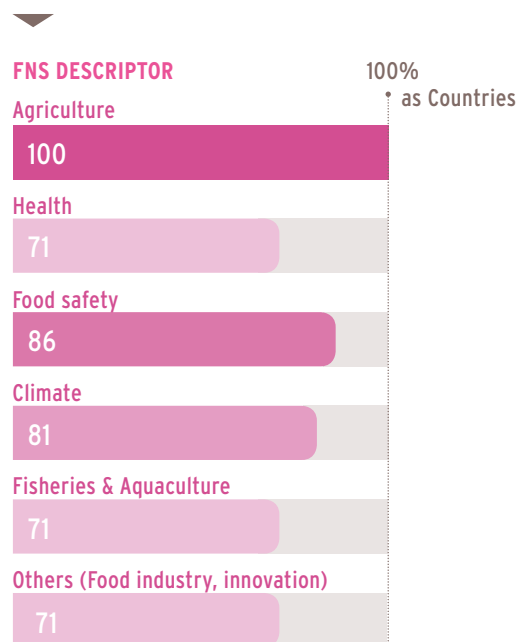 FNS DESCRIPTOR
100%
as Countries
Agriculture
100
Health
71
Food safety
86
Climate
81
Fisheries & Aquaculture
71
Others (Food industry, innovation)
71